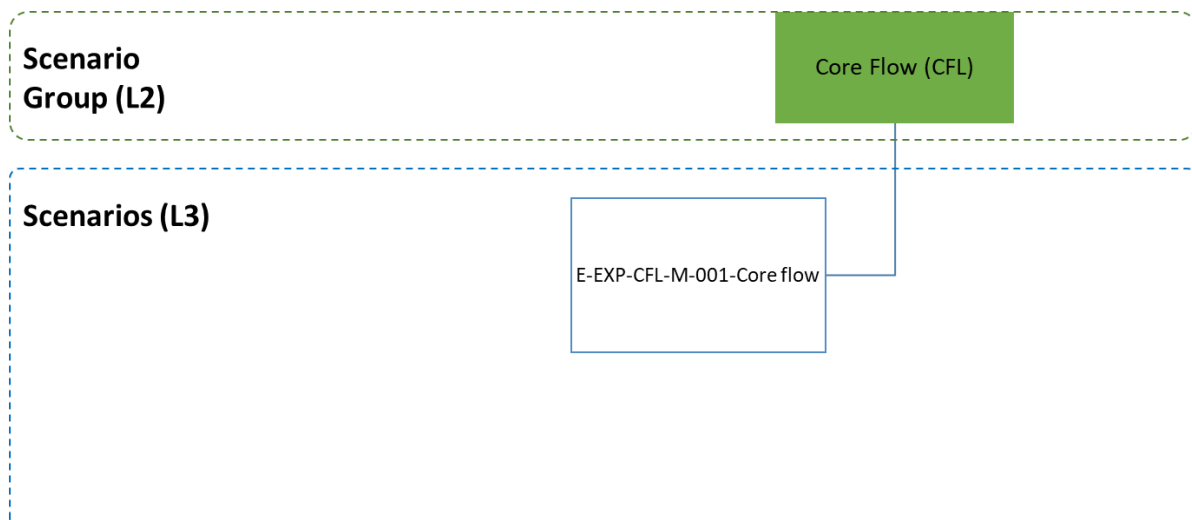 Scenario
Group (L2)
Core Flow (CFL)
Scenarios (L3)
E-EXP-CFL-M-001-Core flow